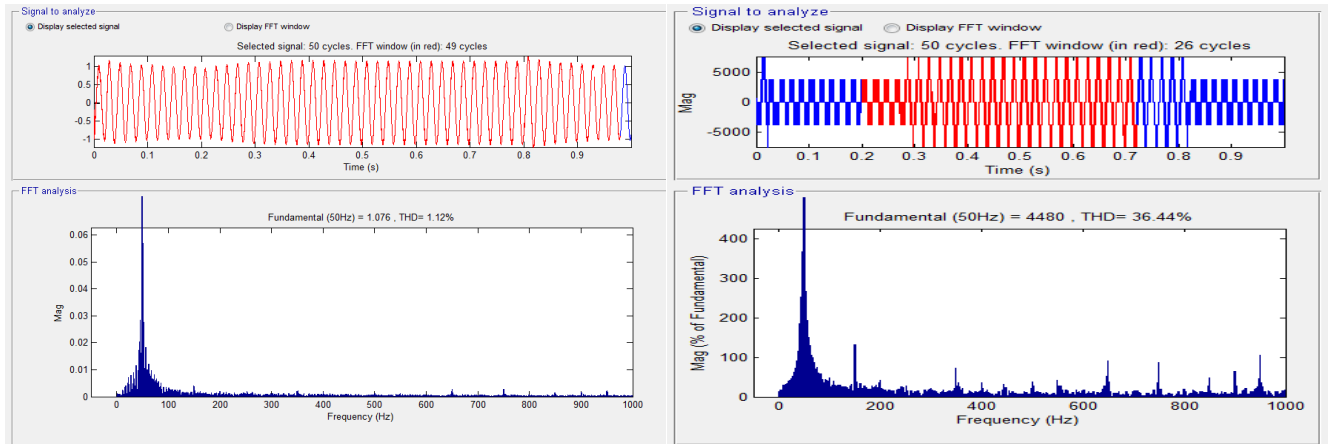 Signal to analyze
Display selected signal Display FFT window
Selected signal: 50 cycles. FFT window (in red): 49 cycles
1
0.5
0
-0.5
-1
0 0.1 0.2 0.3 0.4 0.5 0.6 0.7 0.8 0.9
Time (s)
FFT analysis
Fundamental (50Hz) = 1.076 , THD= 1.12%
Mag
0.06
0.05
0.04
0.03
0.02
0.01
0
0 100 200 300 400 500 600 700 800 900 1000
Frequency (Hz)
Signal to analyze
Display selected signal Display FFT window
Selected signal: 50 cycles. FFT window (in red): 26 cycles
Mag
5000
0
-5000
0 0.1 0.2 0.3 0.4 0.5 0.6 0.7 0.8 0.9
Time (s)
FFT analysis
Fundamental (50Hz) = 4480 , THD= 36.44%
Mag (% of Fundamental)
400
300
200
100
0
200 400 600 800 1000
Frequency (Hz)